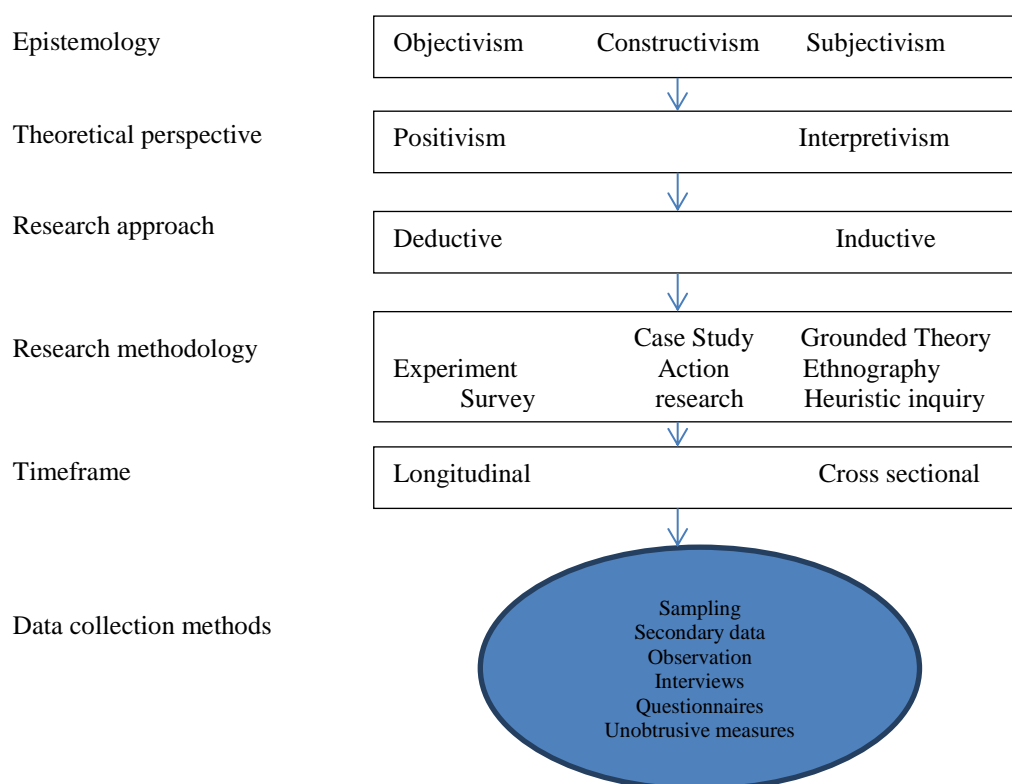 Epistemology Objectivism Constructivism Subjectivism
Theoretical perspective Positivism Interpretivism
Research approach Deductive Inductive
Research methodology Case Study Grounded Theory
Experiment Action Ethnography
Survey research Heuristic inquiry
Timeframe Longitudinal Cross sectional
Data collection methods
Sampling
Secondary data
Observation
Interviews
Questionnaires
Unobtrusive measures